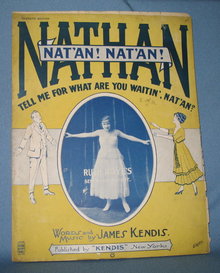 NATHAN
NAT'AN! NAT'AN!
TELL ME FOR WHAT ARE YOU WAITIN', NAT'AN?
WORDS and
MUSIC by JAMES KENDIS.
Published by "KENDIS" New York